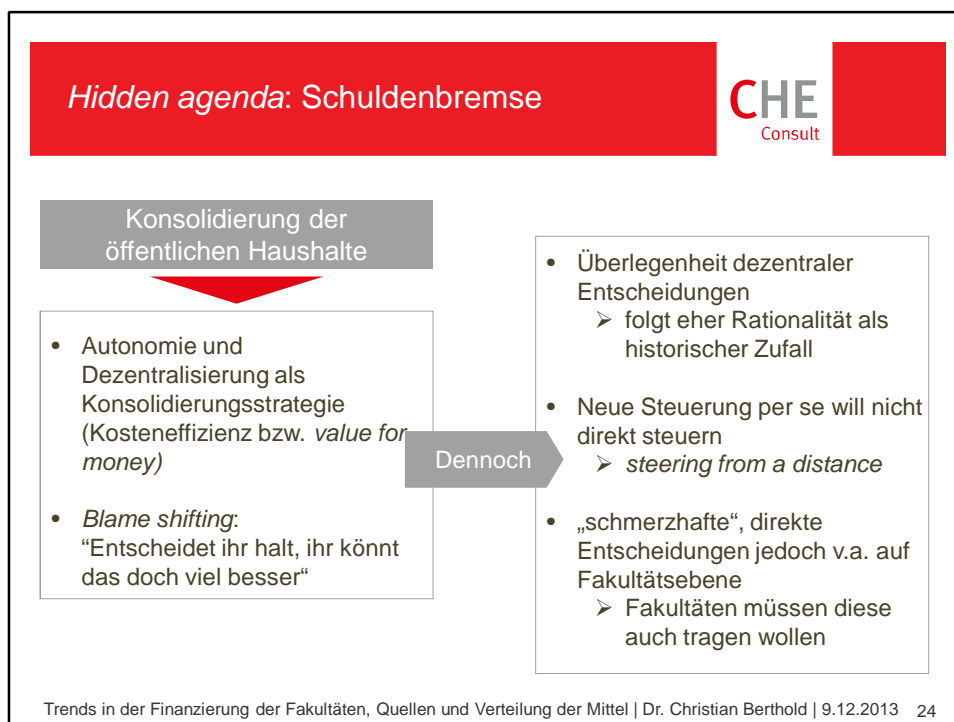 Hidden agenda: Schuldenbremse
CHE
Consult
Konsolidierung der
öffentlichen Haushalte
• Autonomie und
Dezentralisierung als
Konsolidierungsstrategie
(Kosteneffizienz bzw. value for
money)
• Blame shifting:
“Entscheidet ihr halt, ihr könnt
das doch viel besser“
Dennoch
• Überlegenheit dezentraler
Entscheidungen
➢ folgt eher Rationalität als
historischer Zufall
• Neue Steuerung per se will nicht
direkt steuern
➢ steering from a distance
• „schmerzhafte“, direkte
Entscheidungen jedoch v.a. auf
Fakultätsebene
➢ Fakultäten müssen diese
auch tragen wollen
Trends in der Finanzierung der Fakultäten, Quellen und Verteilung der Mittel | Dr. Christian Berthold | 9.12.2013 24